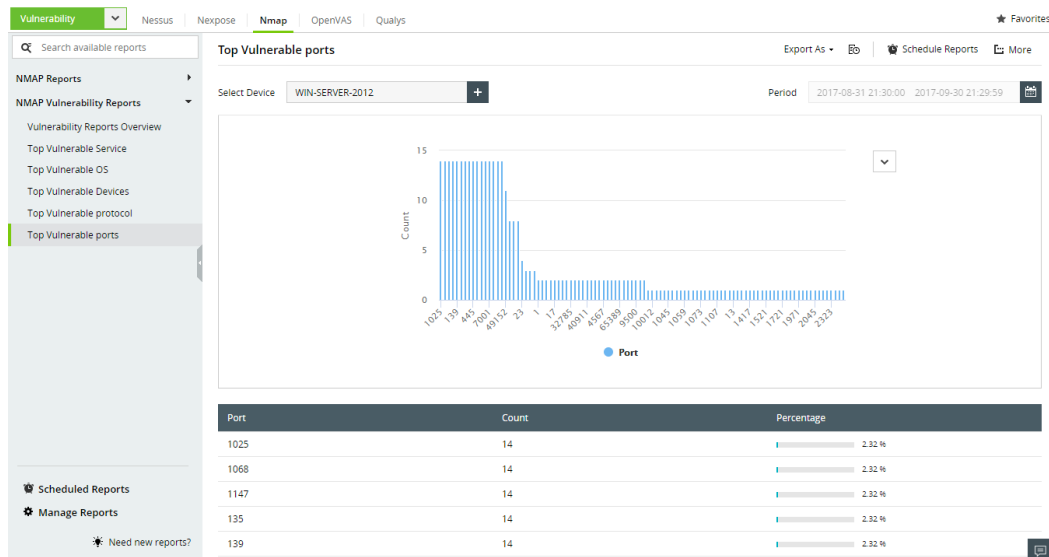 Vulnerability Nessus Nexpose Nmap OpenVAS Qualys Favorites
Search available reports
NMAP Reports
NMAP Vulnerability Reports
Vulnerability Reports Overview
Top Vulnerable Service
Top Vulnerable OS
Top Vulnerable Devices
Top Vulnerable protocol
Top Vulnerable ports
Scheduled Reports
Manage Reports
Need new reports?
Top Vulnerable ports Export As Schedule Reports More
Select Device WIN-SERVER-2012 + Period 2017-08-31 21:30:00 2017-09-30 21:29:59
15
10
5
0
Count
1025 139 445 7001 49152 23 1 17 32785 40911 4567 65389 9500 10012 1045 1059 1073 1107 13 1417 1521 1721 1971 2045 2323
Port
Port Count Percentage
1025 14 2.32 %
1068 14 2.32 %
1147 14 2.32 %
135 14 2.32 %
139 14 2.32 %